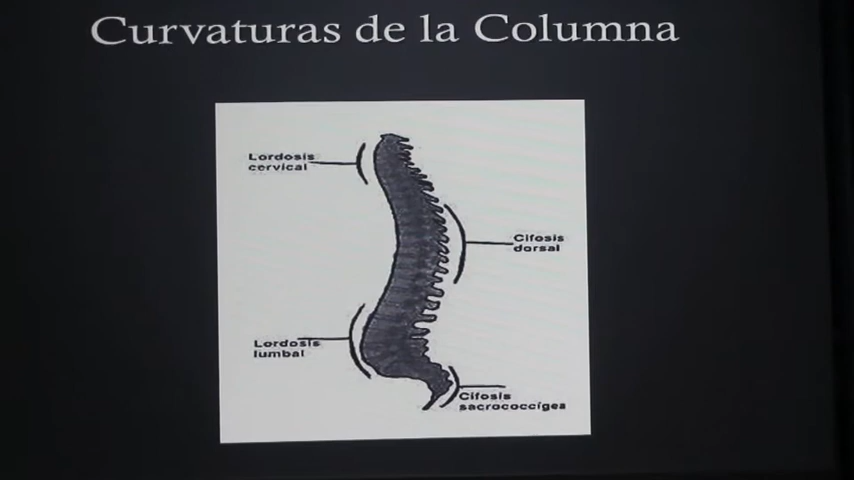 Curvaturas de la Columna
Lordosis
cervical
Cifosis
dorsal
Lordosis
lumbal
Cifosis
sacrococcígea